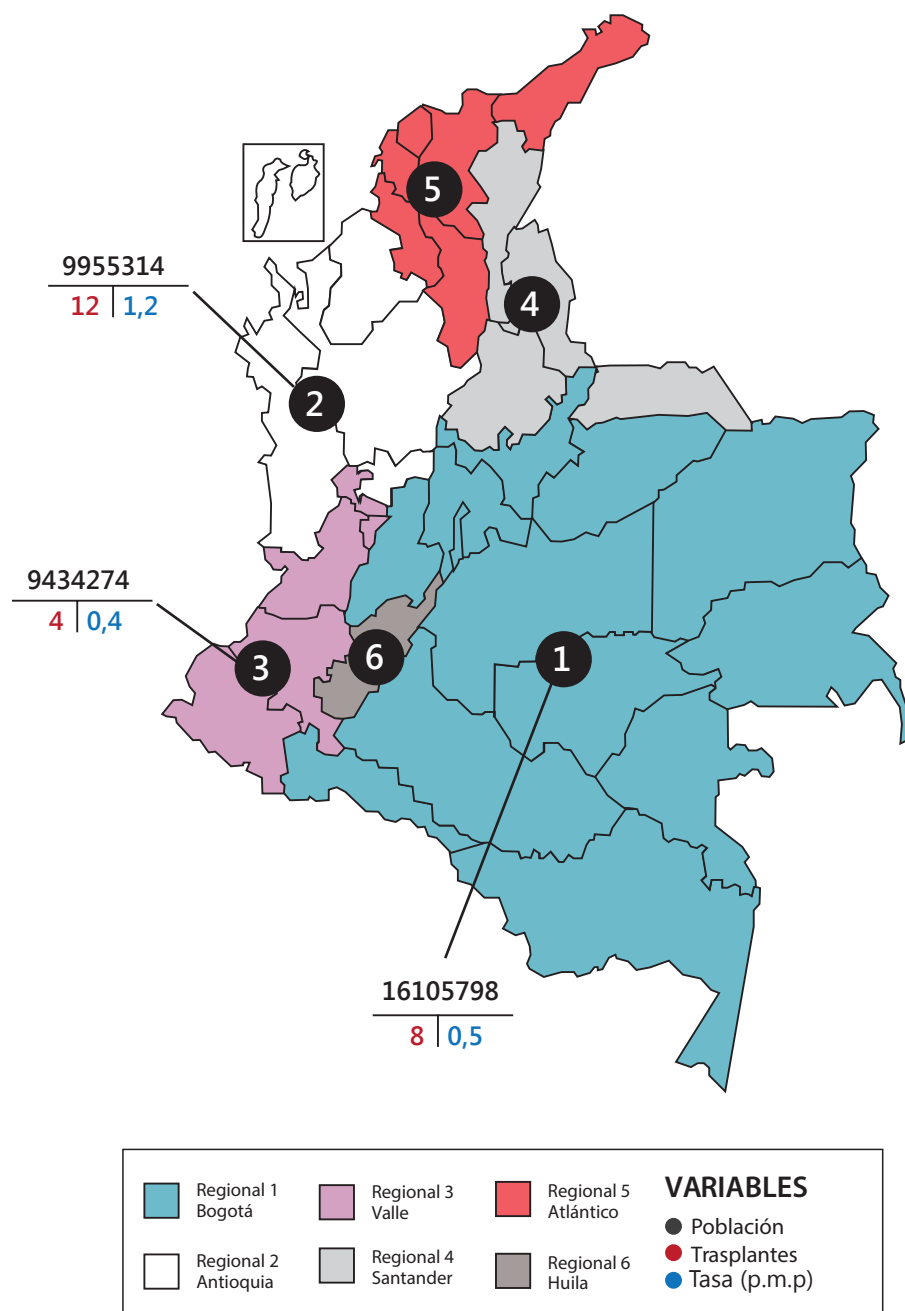 5
9955314
12 1,2
4
2
9434274
4 0,4
3
6
1
16105798
8 0,5
Regional 1
Bogotá
Regional 2
Antioquia
Regional 3
Valle
Regional 4
Santander
Regional 5
Atlántico
Regional 6
Huila
VARIABLES
Población
Trasplantes
Tasa (p.m.p)